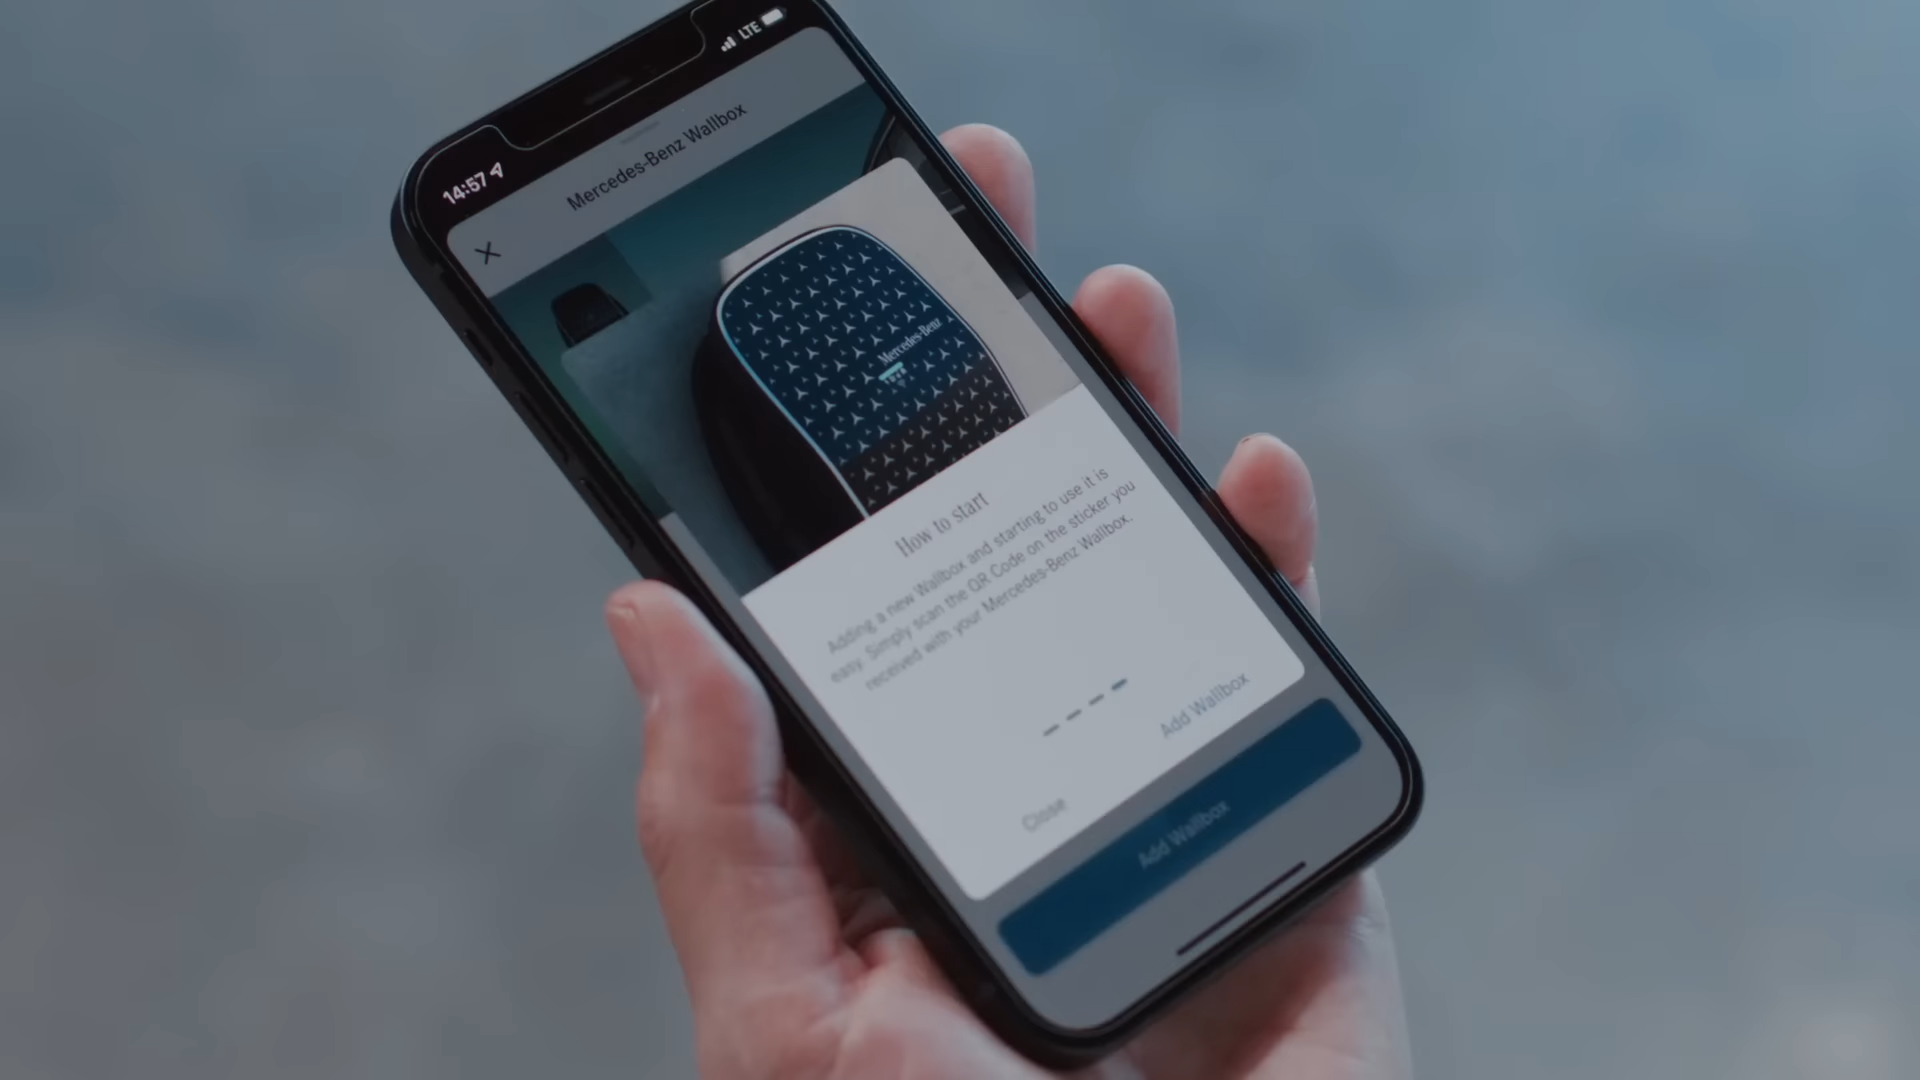 14:57
LTE
Mercedes-Benz Wallbox
Mercedes-Benz
How to start
Adding a new Wallbox and starting to use it is
easy. Simply scan the QR Code on the sticker you
received with your Mercedes-Benz Wallbox.
Add Wallbox
Close
Add Wallbox